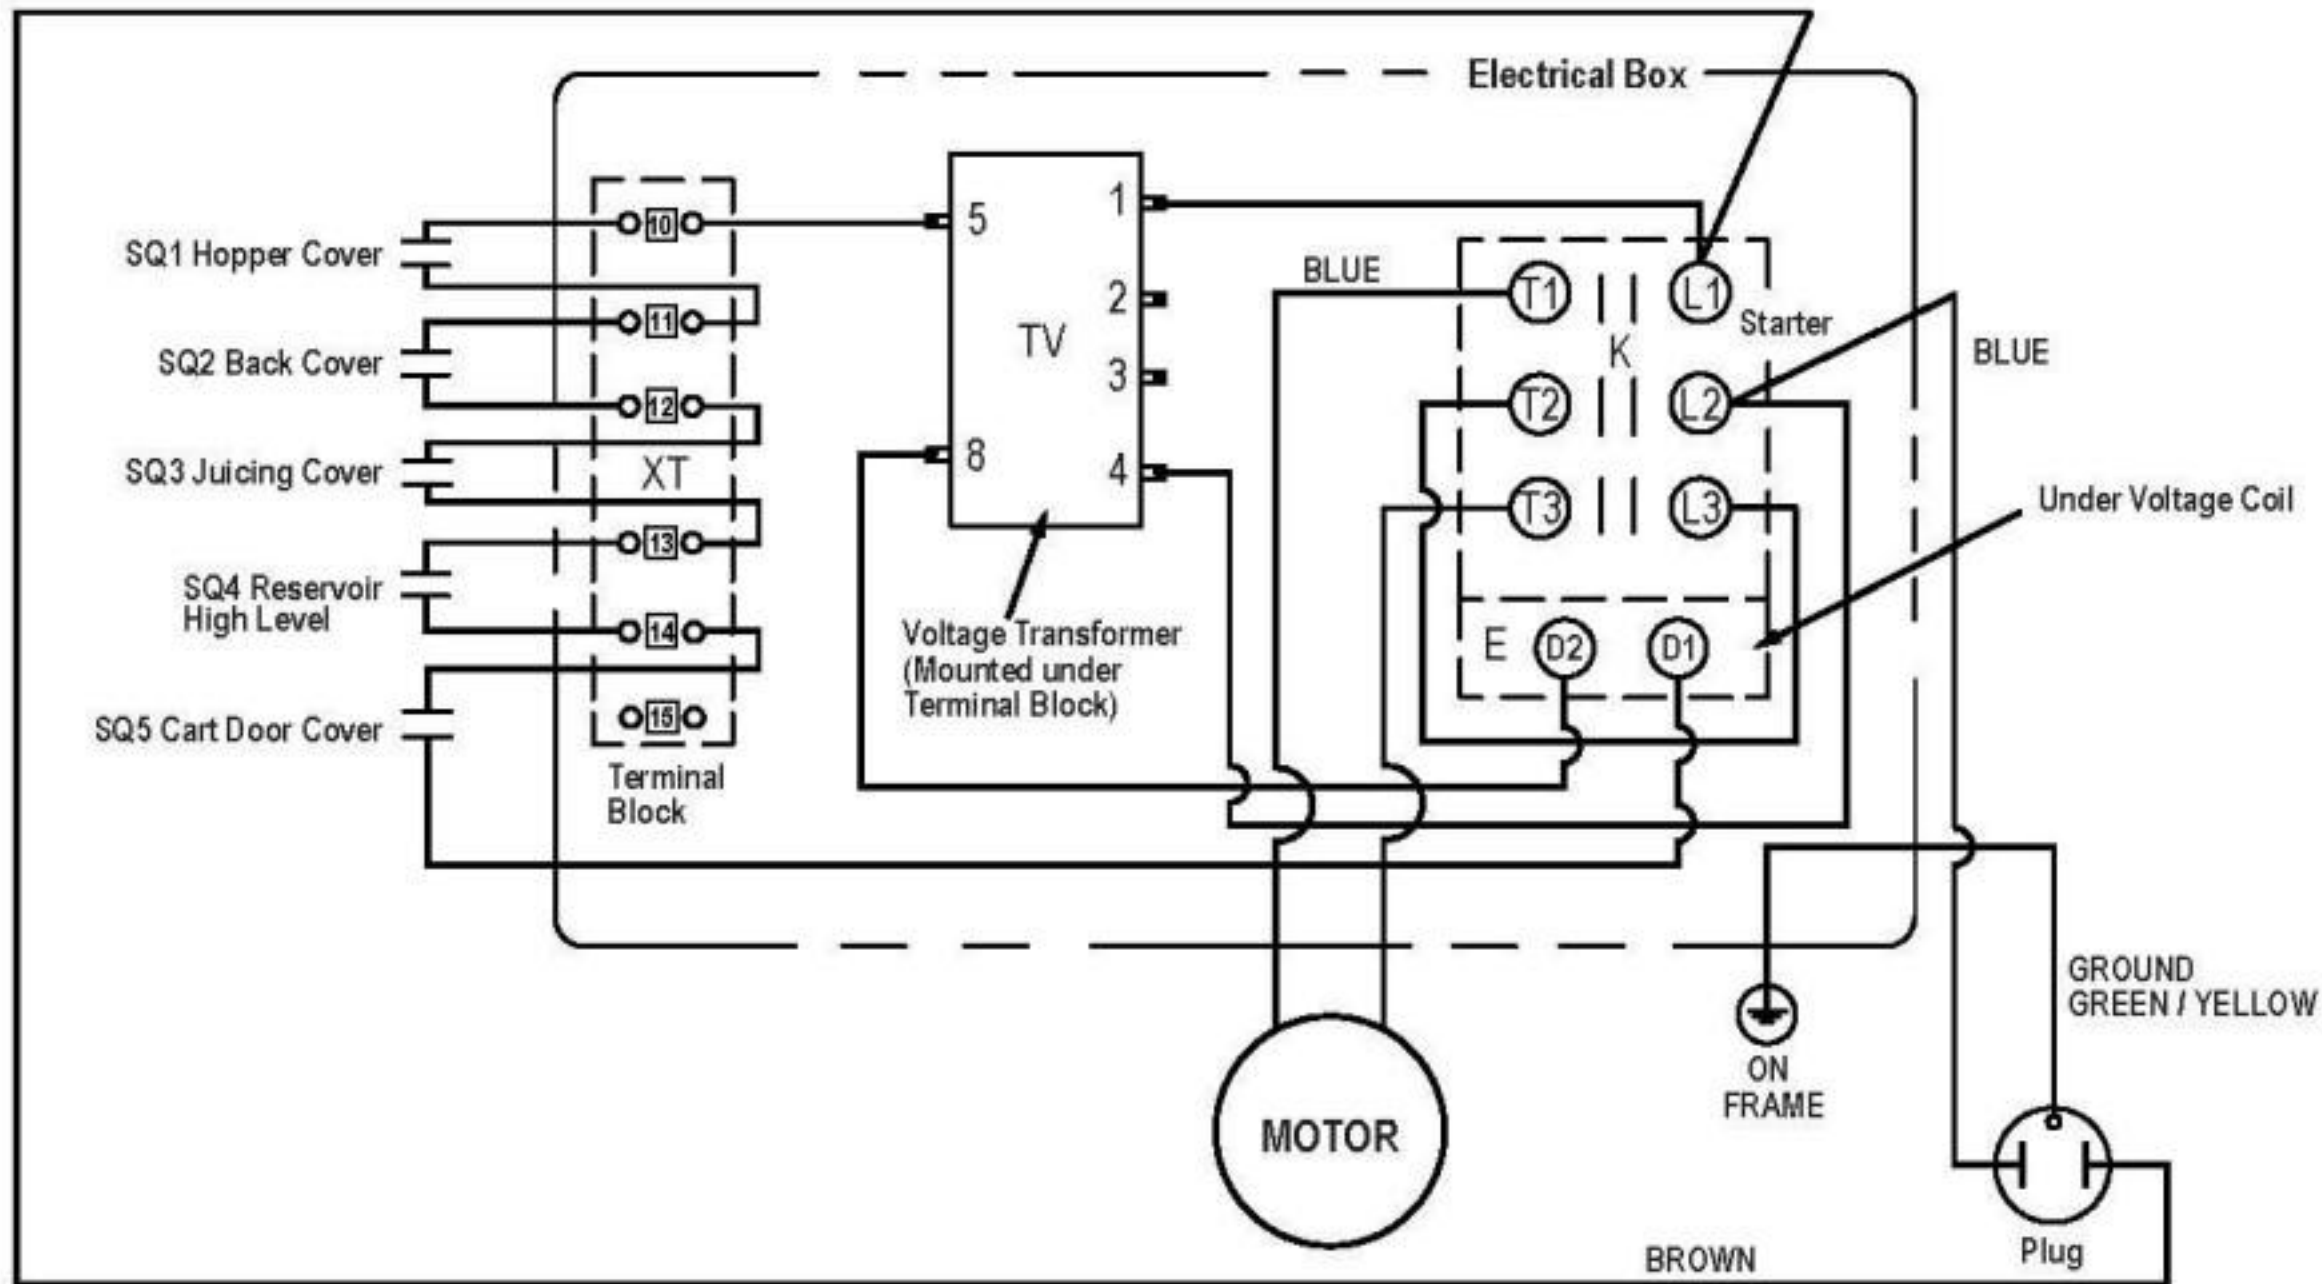 Electrical Box
SQ1 Hopper Cover
SQ2 Back Cover
SQ3 Juicing Cover
SQ4 Reservoir
High Level
SQ5 Cart Door Cover
10
11
12
XT
13
14
15
Terminal
Block
5
8
TV
1
2
3
4
Voltage Transformer
(Mounted under
Terminal Block)
BLUE
T1
L1
Starter
K
T2
L2
T3
L3
E
D2
D1
BLUE
Under Voltage Coil
MOTOR
ON
FRAME
GROUND
GREEN / YELLOW
Plug
BROWN